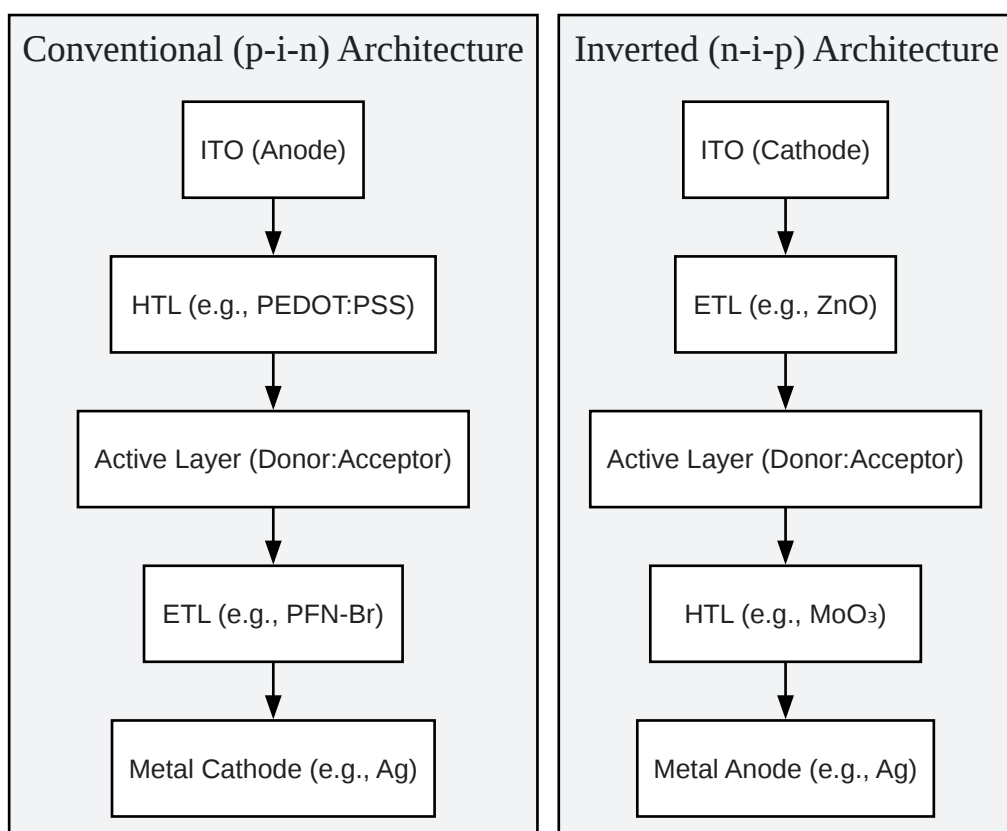 Conventional (p-i-n) Architecture
ITO (Anode)
HTL (e.g., PEDOT:PSS)
Active Layer (Donor:Acceptor)
ETL (e.g., PFN-Br)
Metal Cathode (e.g., Ag)
Inverted (n-i-p) Architecture
ITO (Cathode)
ETL (e.g., ZnO)
Active Layer (Donor:Acceptor)
HTL (e.g., MoO₃)
Metal Anode (e.g., Ag)